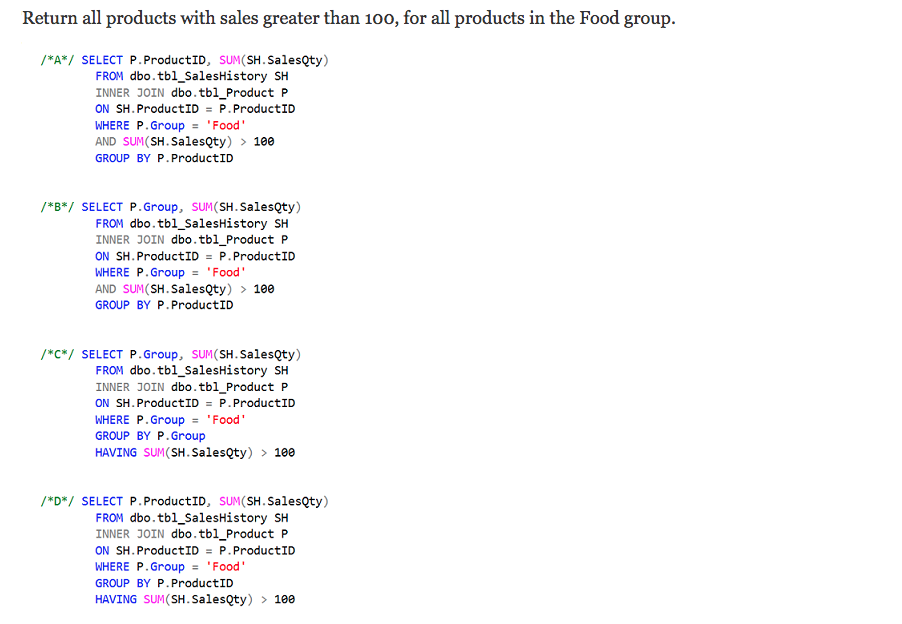 Return all products with sales greater than 100, for all products in the Food group.
/*A*/ SELECT P.ProductID, SUM(SH.SalesQty)
FROM dbo.tbl_SalesHistory SH
INNER JOIN dbo.tbl_Product P
ON SH.ProductID = P.ProductID
WHERE P.Group = 'Food'
AND SUM(SH.SalesQty) > 100
GROUP BY P.ProductID
/*B*/ SELECT P.Group, SUM(SH.SalesQty)
FROM dbo.tbl_SalesHistory SH
INNER JOIN dbo.tbl_Product P
ON SH.ProductID = P.ProductID
WHERE P.Group = 'Food'
AND SUM(SH.SalesQty) > 100
GROUP BY P.ProductID
/*C*/ SELECT P.Group, SUM(SH.SalesQty)
FROM dbo.tbl_SalesHistory SH
INNER JOIN dbo.tbl_Product P
ON SH.ProductID = P.ProductID
WHERE P.Group = 'Food'
GROUP BY P.Group
HAVING SUM(SH.SalesQty) > 100
/*D*/ SELECT P.ProductID, SUM(SH.SalesQty)
FROM dbo.tbl_SalesHistory SH
INNER JOIN dbo.tbl_Product P
ON SH.ProductID = P.ProductID
WHERE P.Group = 'Food'
GROUP BY P.ProductID
HAVING SUM(SH.SalesQty) > 100